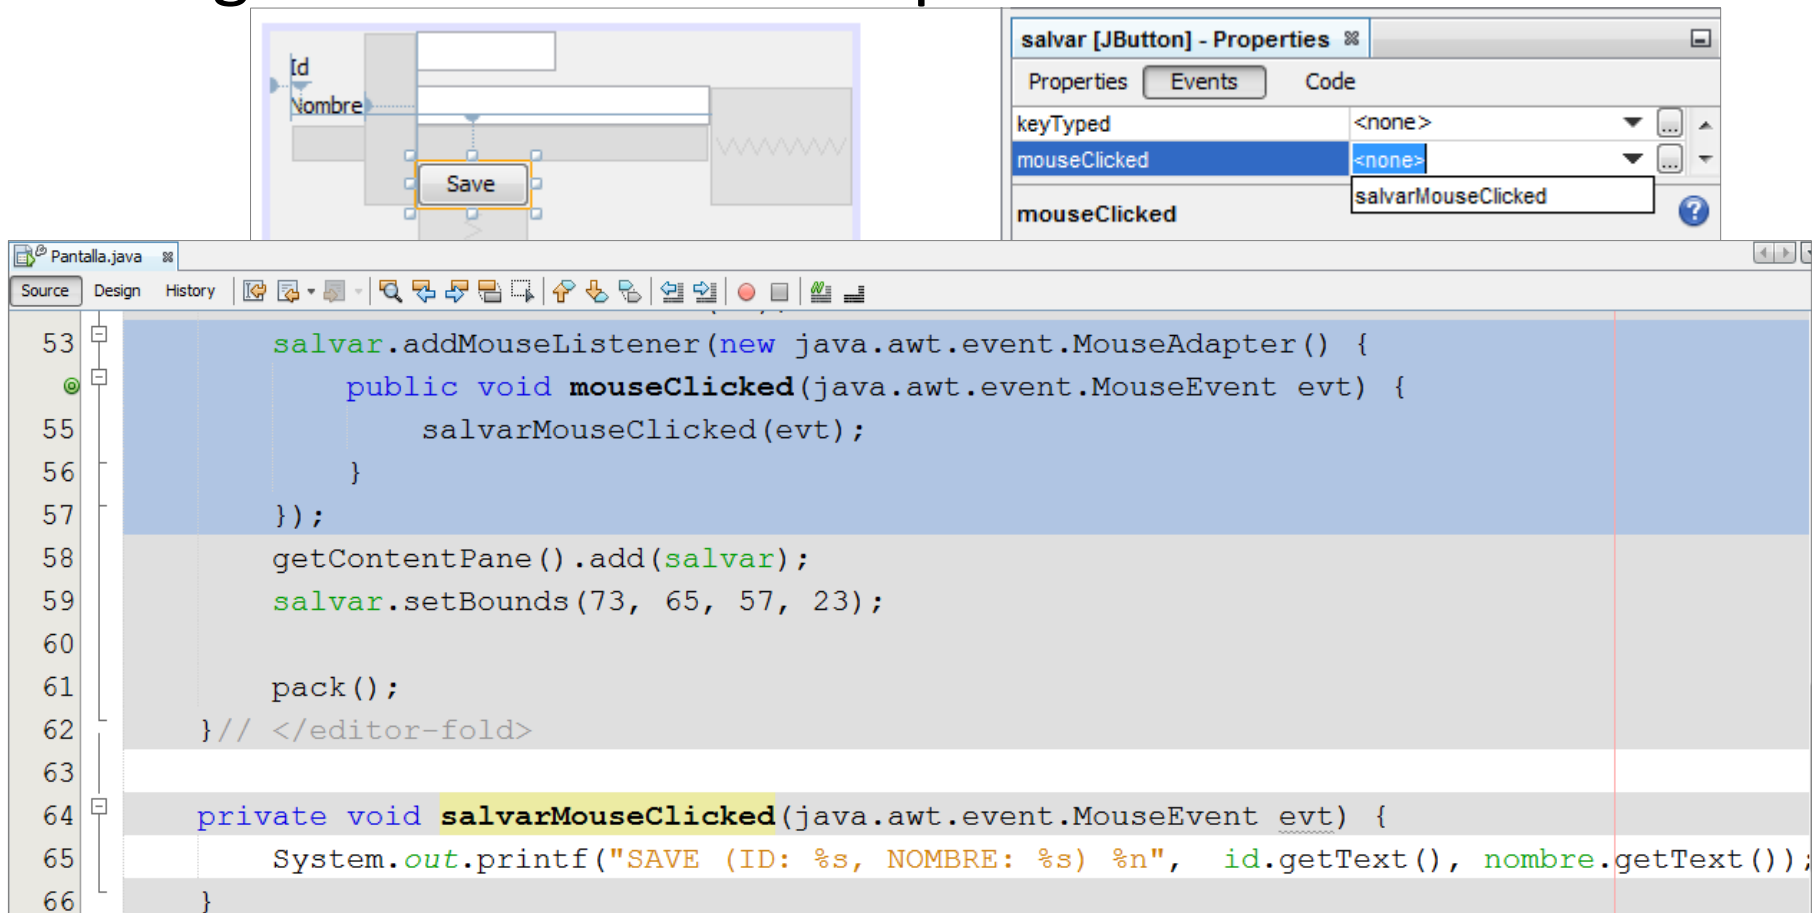 Id
Nombre
Save
salvar [JButton] - Properties
Properties Events Code
keyTyped <none> ...
mouseClicked <none> ...
salvarMouseClicked
mouseClicked
?
Pantalla.java
Source Design History
53 salvar.addMouseListener(new java.awt.event.MouseAdapter() {
public void mouseClicked(java.awt.event.MouseEvent evt) {
55 salvarMouseClicked(evt);
56 }
57 });
58 getContentPane().add(salvar);
59 salvar.setBounds(73, 65, 57, 23);
60
61 pack();
62 }// </editor-fold>
63
64 private void salvarMouseClicked(java.awt.event.MouseEvent evt) {
65 System.out.printf("SAVE (ID: %s, NOMBRE: %s) %n", id.getText(), nombre.getText());
66 }